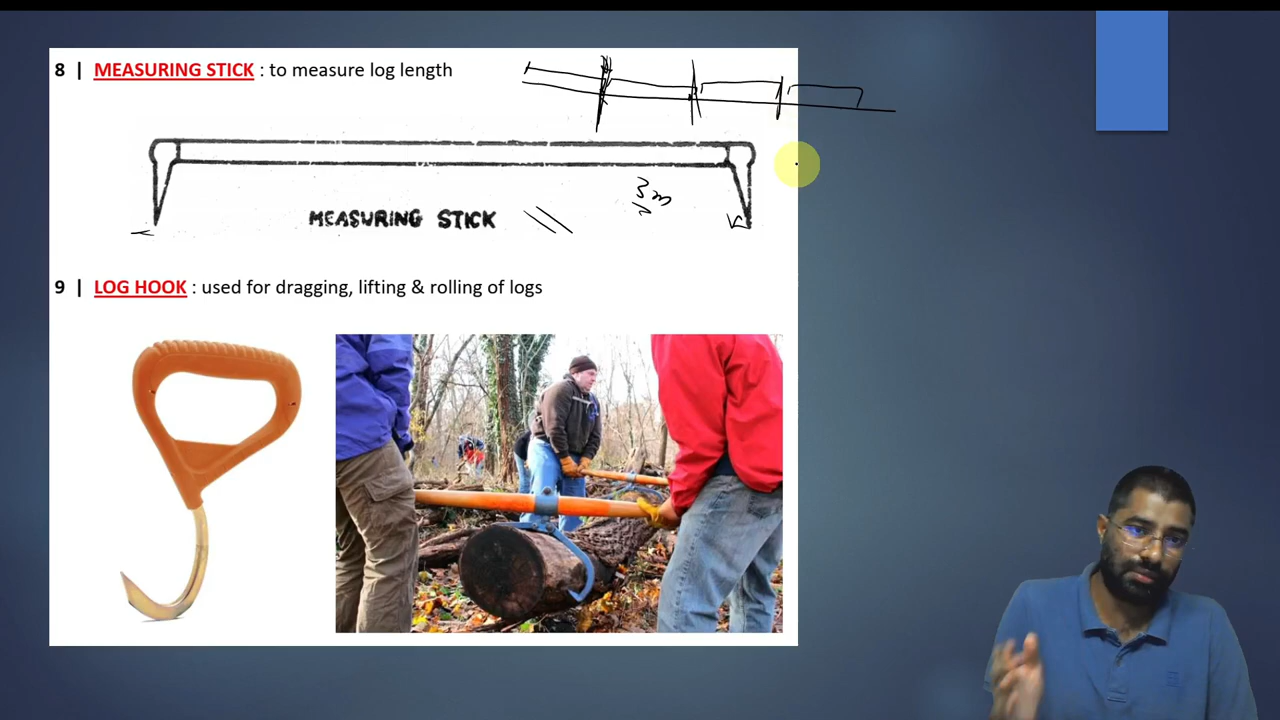 8 | MEASURING STICK : to measure log length
3m
MEASURING STICK
9 | LOG HOOK : used for dragging, lifting & rolling of logs